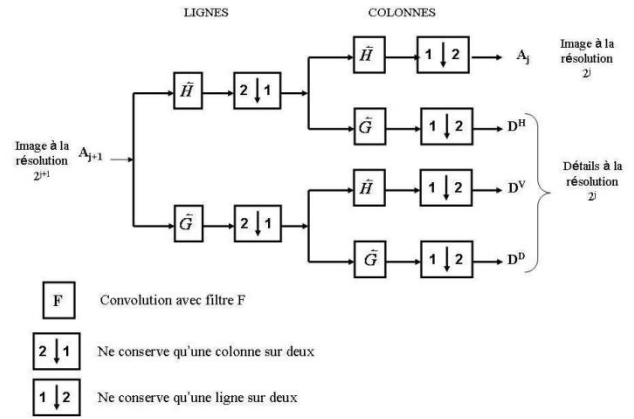 LIGNES
COLONNES
H̃
1 ↓ 2
A_j
Image à la
résolution
2^j
H̃
2 ↓ 1
G̃
1 ↓ 2
D^H
Image à la
résolution
2^{j+1}
A_{j+1}
Détails à la
résolution
2^j
H̃
1 ↓ 2
D^V
G̃
2 ↓ 1
G̃
1 ↓ 2
D^D
F
Convolution avec filtre F
2 ↓ 1
Ne conserve qu'une colonne sur deux
1 ↓ 2
Ne conserve qu'une ligne sur deux